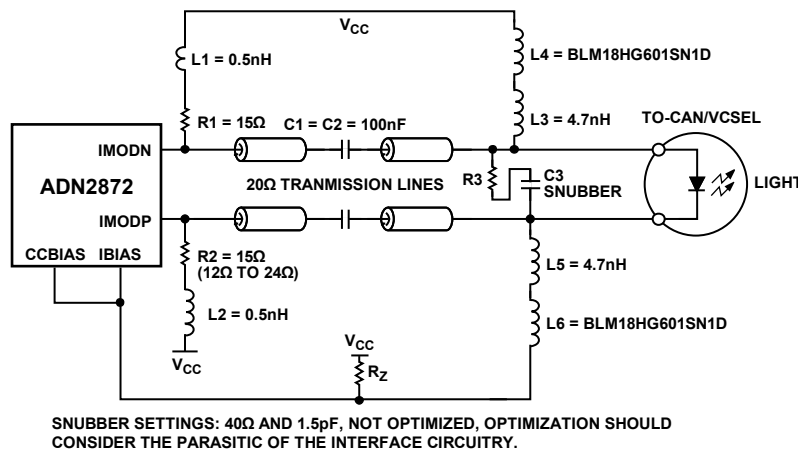 VCC
L1 = 0.5nH
L4 = BLM18HG601SN1D
R1 = 15Ω
C1 = C2 = 100nF
L3 = 4.7nH
TO-CAN/VCSEL
IMODN
ADN2872
R3
C3
SNUBBER
20Ω TRANMISSION LINES
LIGHT
IMODP
CCBIAS
IBIAS
R2 = 15Ω
(12Ω TO 24Ω)
L5 = 4.7nH
L2 = 0.5nH
L6 = BLM18HG601SN1D
VCC
VCC
RZ
SNUBBER SETTINGS: 40Ω AND 1.5pF, NOT OPTIMIZED, OPTIMIZATION SHOULD
CONSIDER THE PARASITIC OF THE INTERFACE CIRCUITRY.